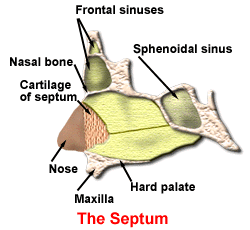 Frontal sinuses
Sphenoidal sinus
Nasal bone
Cartilage
of septum
Nose
Hard palate
Maxilla
The Septum